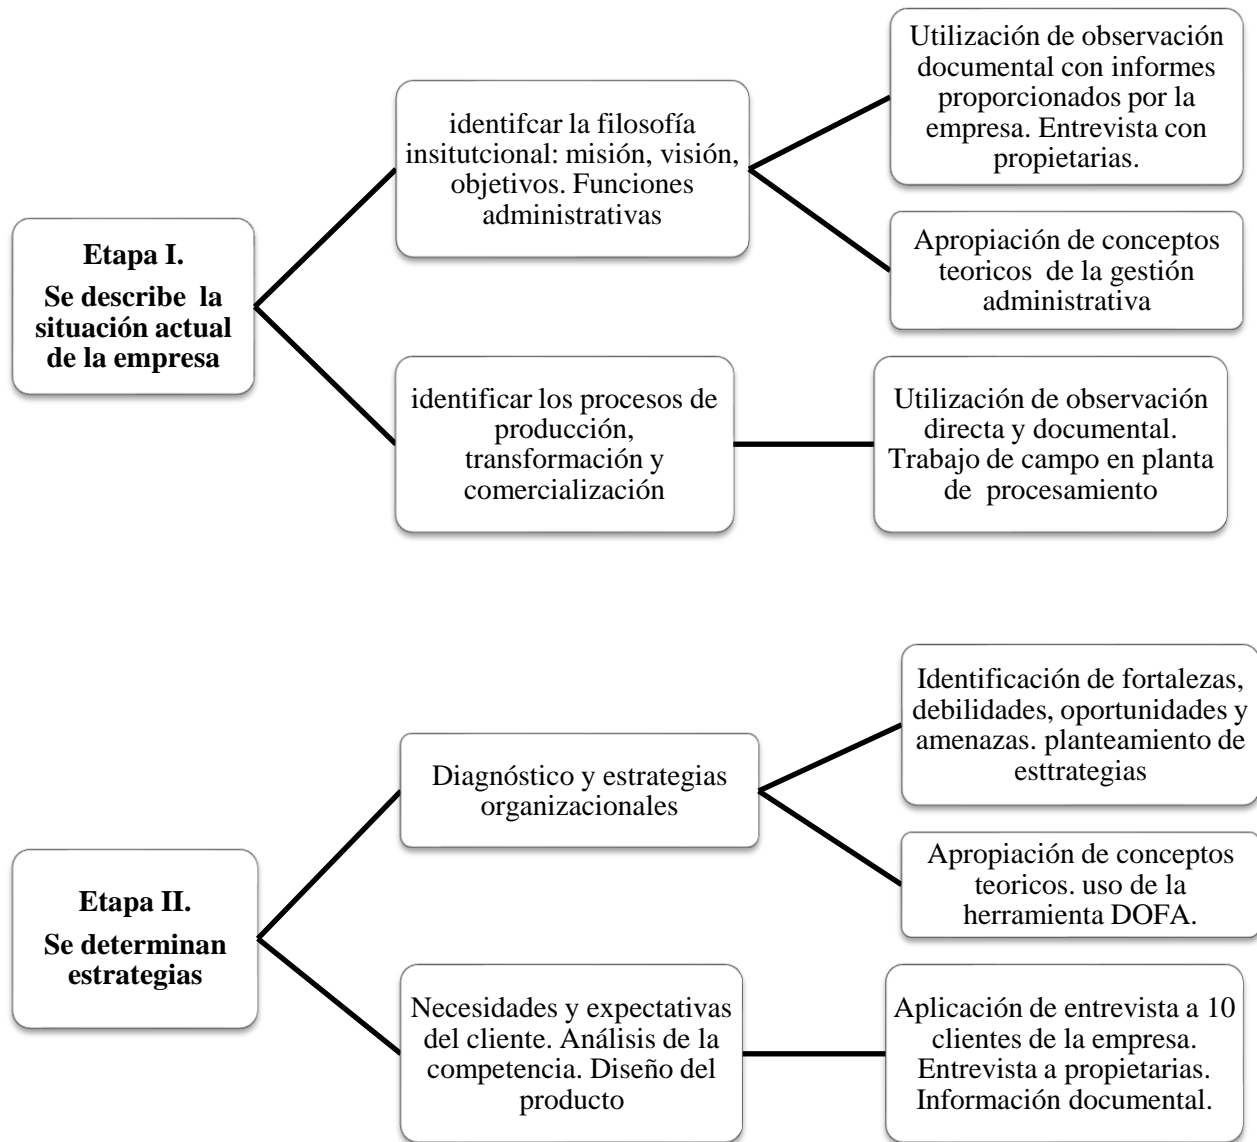 Etapa I.
Se describe la
situación actual
de la empresa
identifcar la filosofía
insitutcional: misión, visión,
objetivos. Funciones
administrativas
Utilización de observación
documental con informes
proporcionados por la
empresa. Entrevista con
propietarias.
Apropiación de conceptos
teoricos de la gestión
administrativa
identificar los procesos de
producción,
transformación y
comercialización
Utilización de observación
directa y documental.
Trabajo de campo en planta
de procesamiento
Etapa II.
Se determinan
estrategias
Diagnóstico y estrategias
organizacionales
Identificación de fortalezas,
debilidades, oportunidades y
amenazas. planteamiento de
esttrategias
Apropiación de conceptos
teoricos. uso de la
herramienta DOFA.
Necesidades y expectativas
del cliente. Análisis de la
competencia. Diseño del
producto
Aplicación de entrevista a 10
clientes de la empresa.
Entrevista a propietarias.
Información documental.